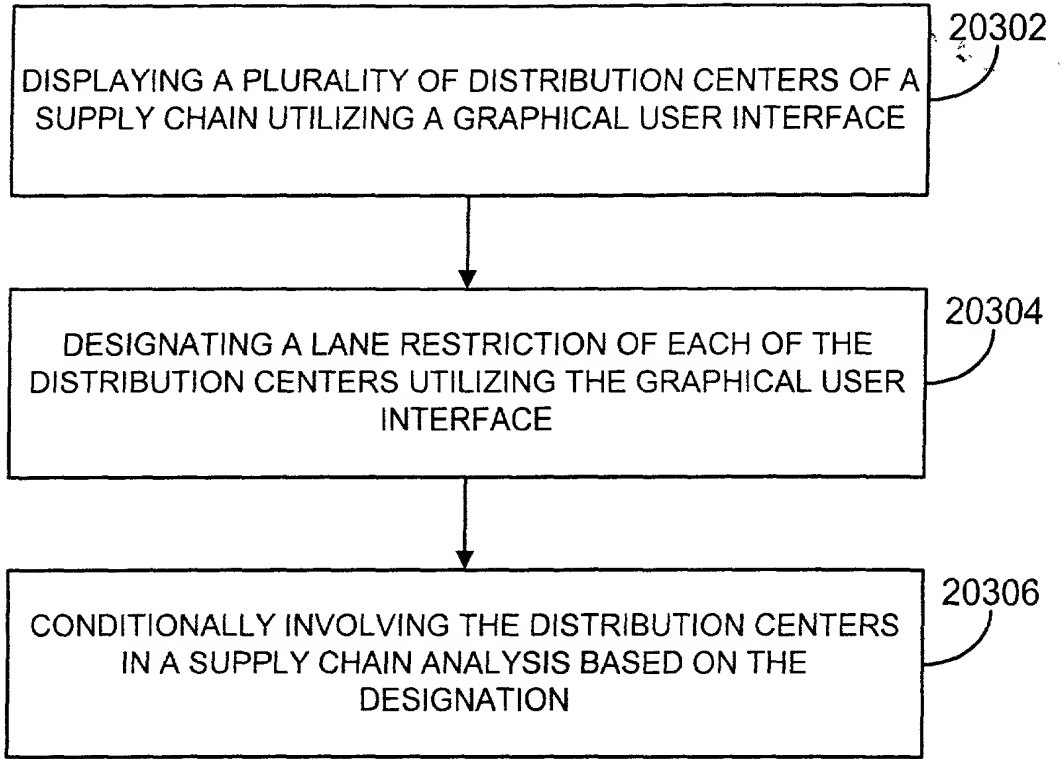 20302
DISPLAYING A PLURALITY OF DISTRIBUTION CENTERS OF A
SUPPLY CHAIN UTILIZING A GRAPHICAL USER INTERFACE
20304
DESIGNATING A LANE RESTRICTION OF EACH OF THE
DISTRIBUTION CENTERS UTILIZING THE GRAPHICAL USER
INTERFACE
20306
CONDITIONALLY INVOLVING THE DISTRIBUTION CENTERS
IN A SUPPLY CHAIN ANALYSIS BASED ON THE
DESIGNATION